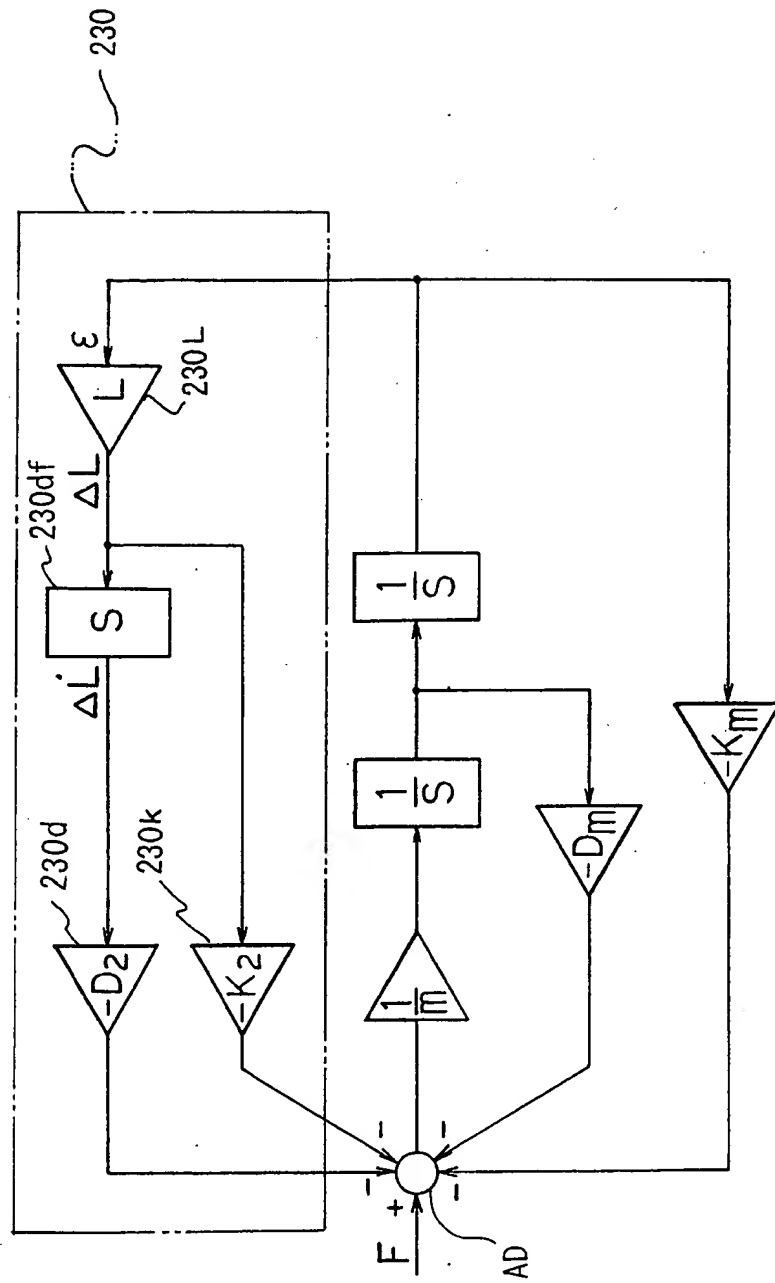 230
ε
L
230L
ΔL
230df
S
ΔL̇
230d
-D2
230k
-K2
1/S
1/S
-Dm
-Km
1/m
-
-
-
-
+
F
AD